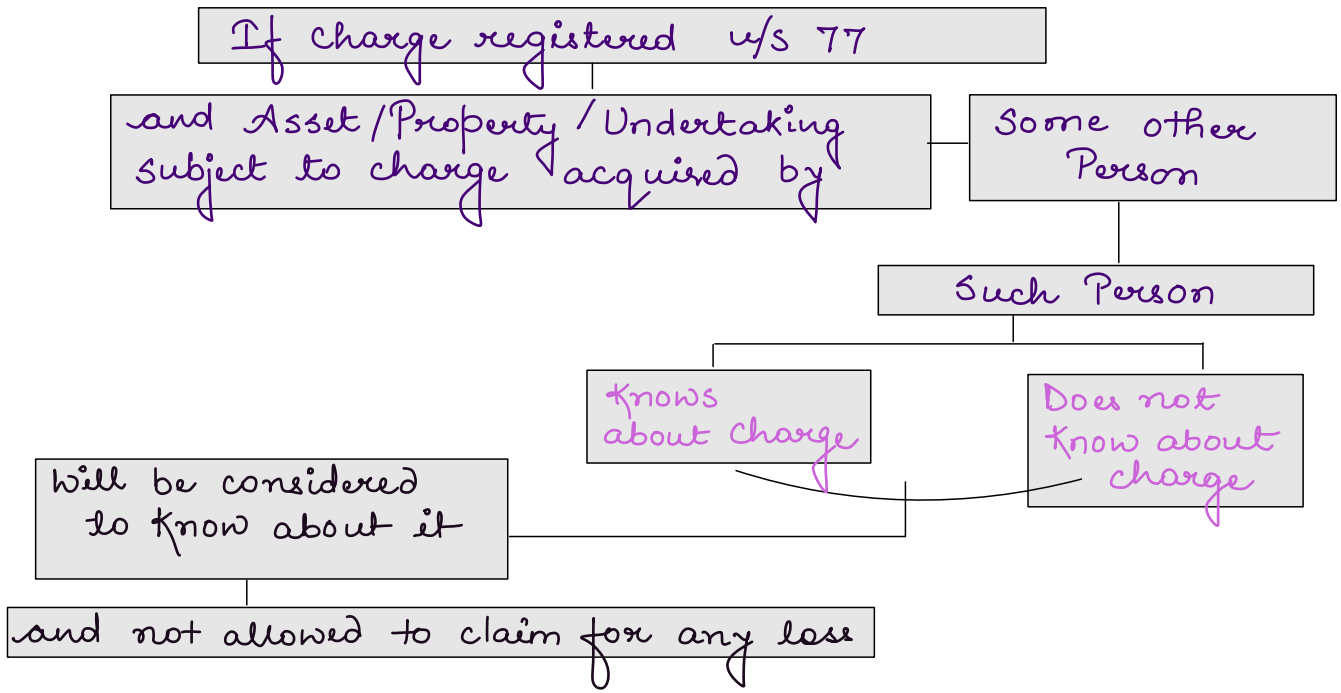 If charge registered u/s 77
and Asset/Property/Undertaking
subject to charge acquired by
Some other
Person
Such Person
Knows
about charge
Does not
Know about
charge
Will be considered
to know about it
and not allowed to claim for any loss